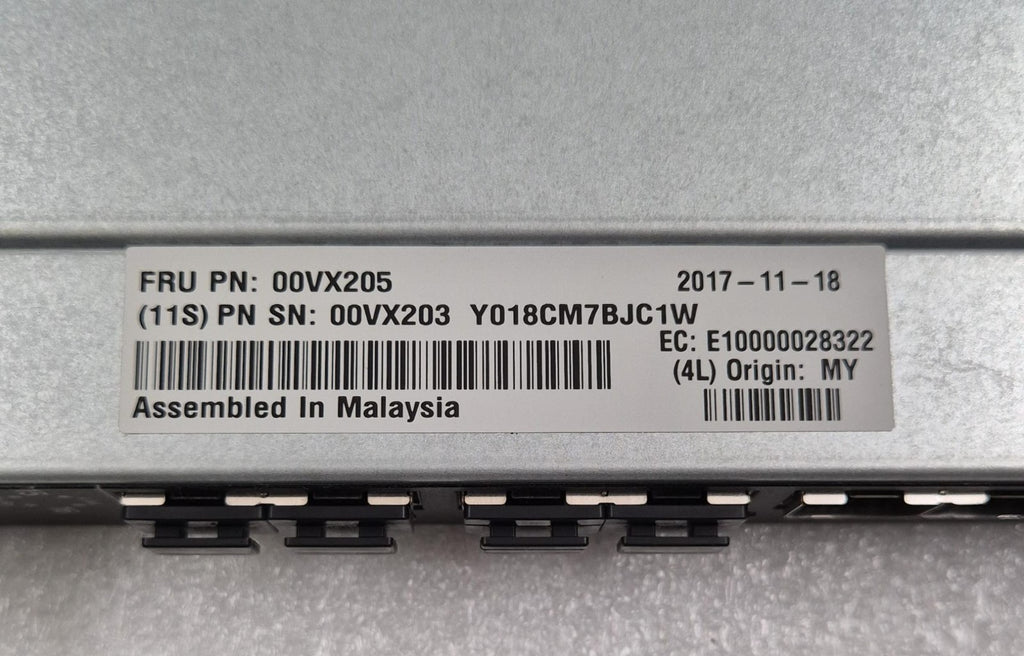 FRU PN: 00VX205
2017-11-18
(11S) PN SN: 00VX203 Y018CM7BJC1W
EC: E10000028322
(4L) Origin: MY
Assembled In Malaysia